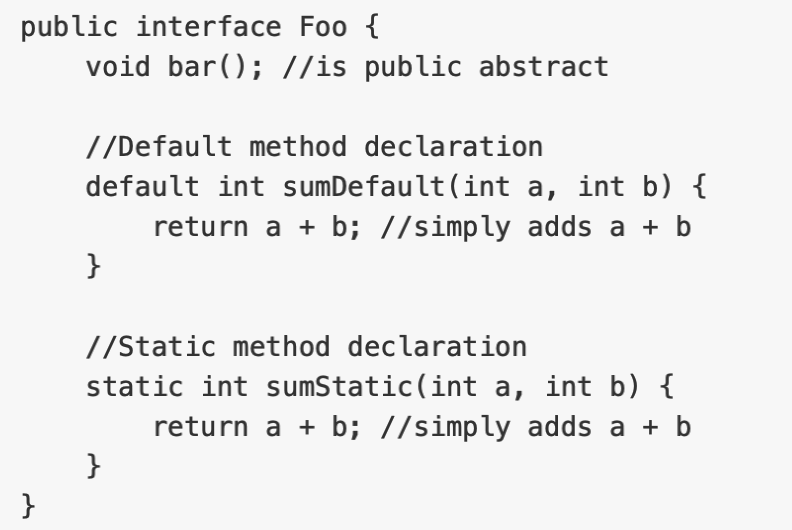 public interface Foo {
    void bar(); //is public abstract

    //Default method declaration
    default int sumDefault(int a, int b) {
        return a + b; //simply adds a + b
    }

    //Static method declaration
    static int sumStatic(int a, int b) {
        return a + b; //simply adds a + b
    }
}